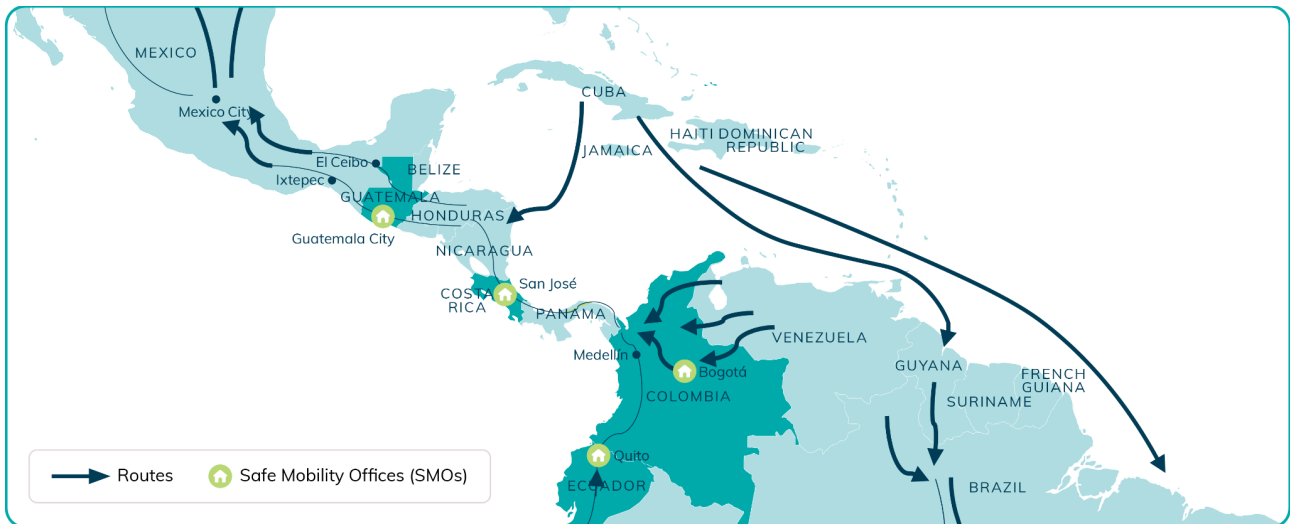 MEXICO
CUBA
Mexico City
HAITI
DOMINICAN
REPUBLIC
JAMAICA
El Ceibo
BELIZE
Ixtepec
GUATEMALA
HONDURAS
Guatemala City
NICARAGUA
San José
COSTA
RICA
PANAMA
VENEZUELA
Medellín
Bogotá
GUYANA
FRENCH
GUIANA
COLOMBIA
SURINAME
Quito
ECUADOR
BRAZIL
Routes
Safe Mobility Offices (SMOs)